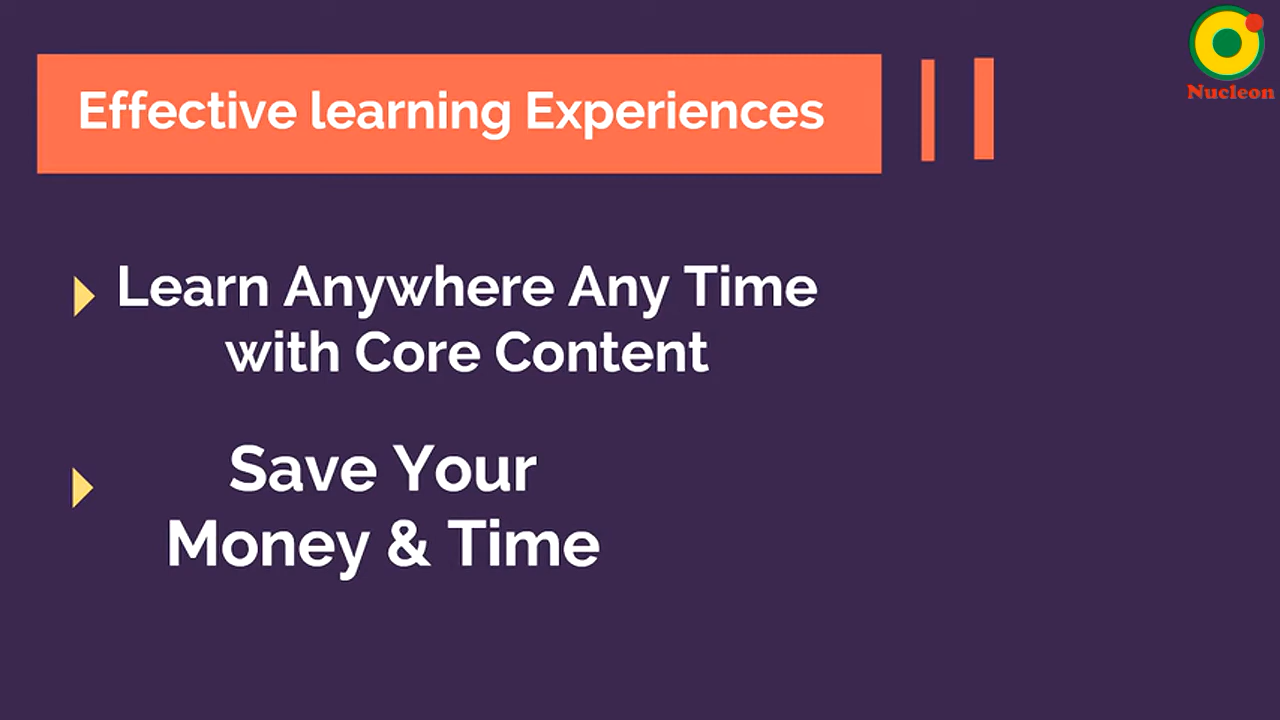 Nucleon
Effective learning Experiences
Learn Anywhere Any Time
with Core Content
Save Your
Money & Time